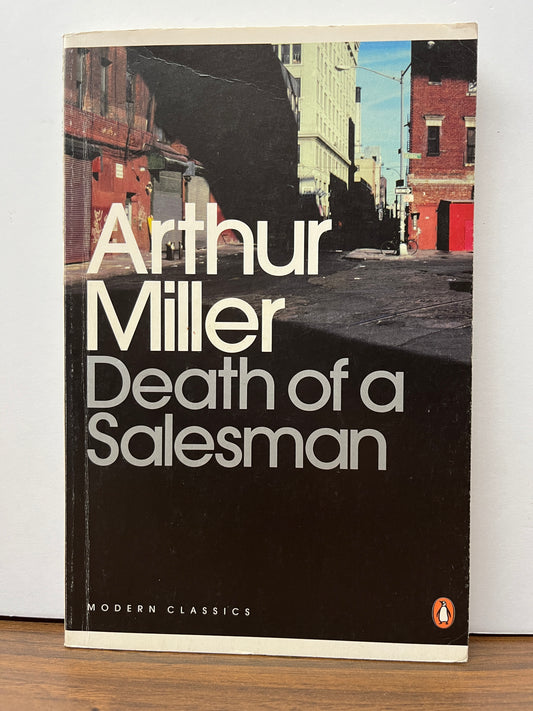 Arthur
Miller
Death of a
Salesman
MODERN CLASSICS